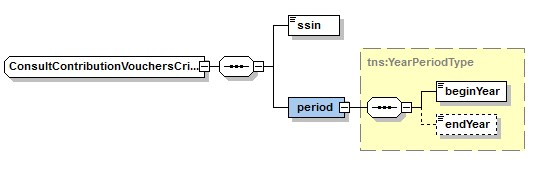 ssin
ConsultContributionVouchersCri...
tns:YearPeriodType
beginYear
period
endYear